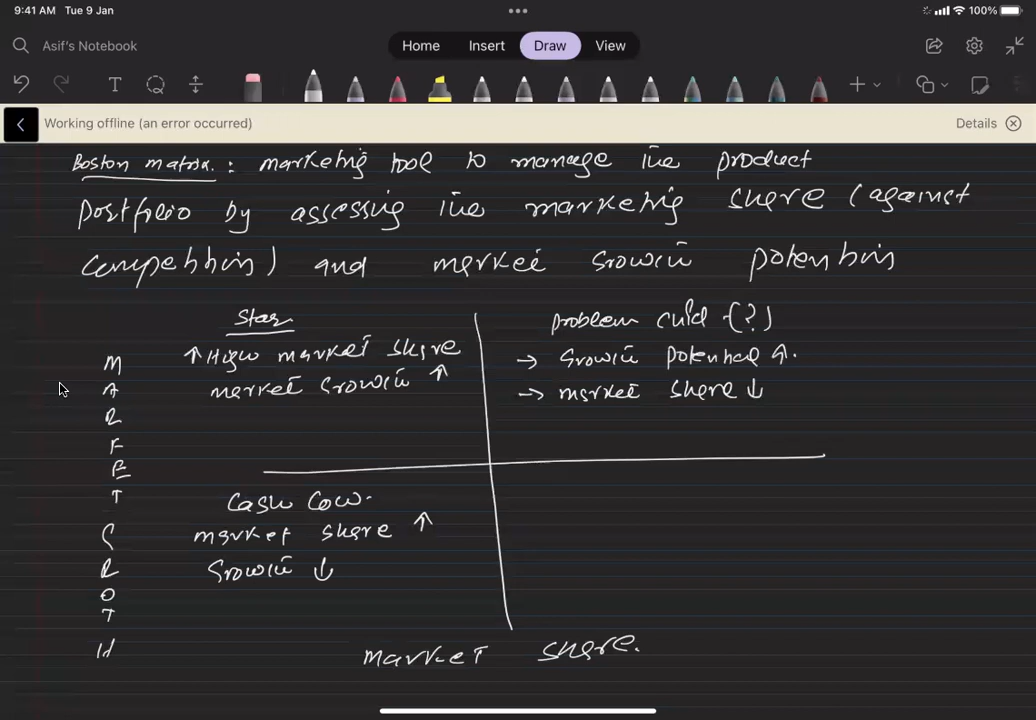 9:41 AM Tue 9 Jan
100%
Asif's Notebook
Home Insert Draw View
Working offline (an error occurred)
Details
Boston matrix. : marketing tool to manage the product
portfolio by assessing the marketing share (against
competitors) and market growth potential
Star
↑ High market share
market growth ↑
problem child (?)
→ Growth potential ↑.
→ market share ↓
Cash Cow.
market share ↑
Growth ↓
M
A
R
K
E
T
G
R
O
T
H
market share.